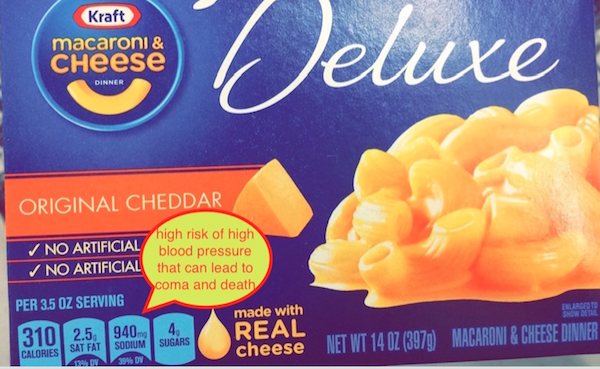 Kraft
macaroni &
CHEESE
DINNER
Deluxe
ORIGINAL CHEDDAR
✓ NO ARTIFICIAL
✓ NO ARTIFICIAL
high risk of high
blood pressure
that can lead to
coma and death
PER 3.5 OZ SERVING
310
CALORIES
2.5g
SAT FAT
13% DV
940mg
SODIUM
39% DV
4g
SUGARS
made with
REAL
cheese
ENLARGED TO
SHOW DETAIL
NET WT 14 OZ (397g) MACARONI & CHEESE DINNER